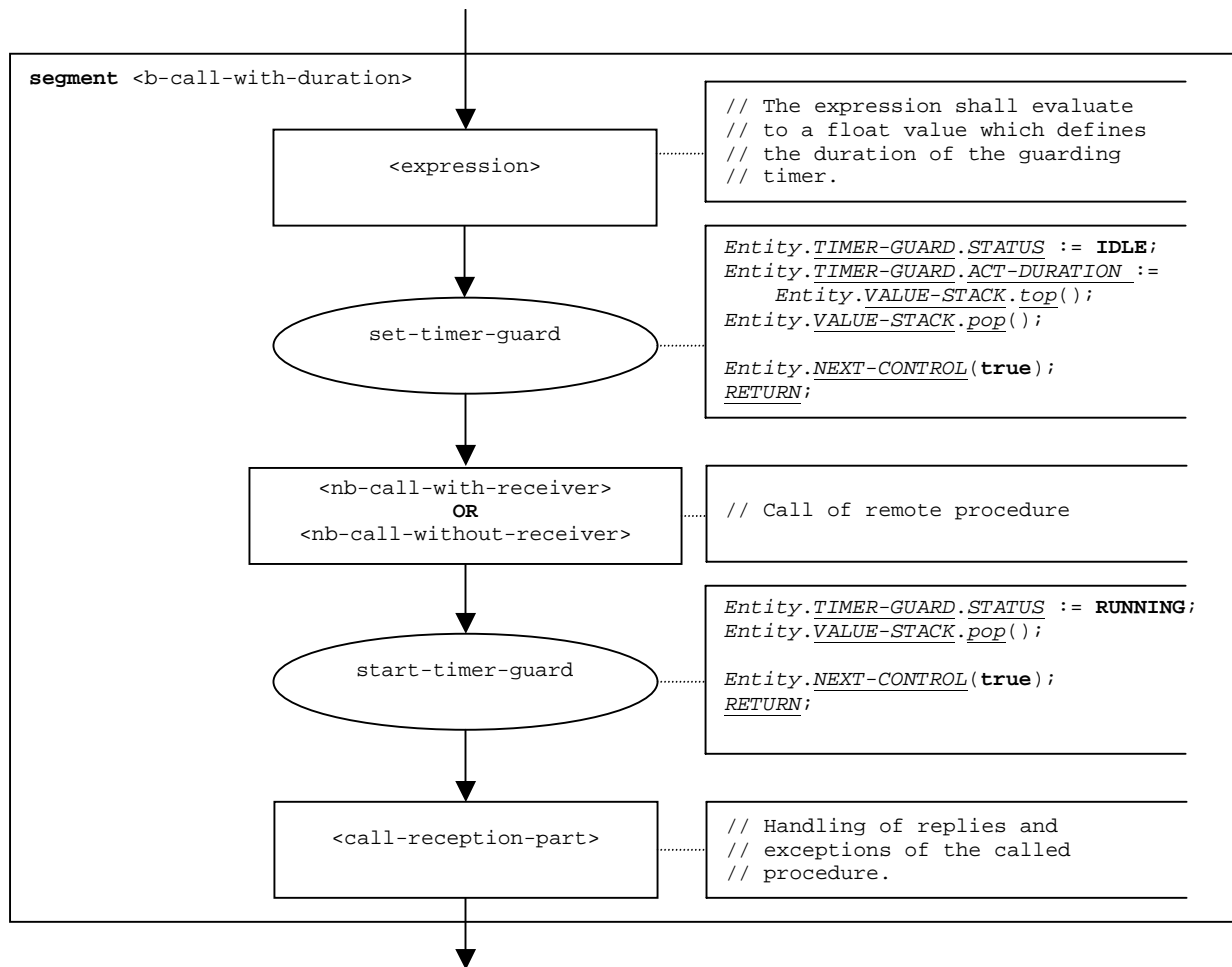 segment <b-call-with-duration>
<expression>
// The expression shall evaluate
// to a float value which defines
// the duration of the guarding
// timer.
set-timer-guard
Entity.TIMER-GUARD.STATUS := IDLE;
Entity.TIMER-GUARD.ACT-DURATION :=
Entity.VALUE-STACK.top();
Entity.VALUE-STACK.pop();
Entity.NEXT-CONTROL(true);
RETURN;
<nb-call-with-receiver>
OR
<nb-call-without-receiver>
// Call of remote procedure
start-timer-guard
Entity.TIMER-GUARD.STATUS := RUNNING;
Entity.VALUE-STACK.pop();
Entity.NEXT-CONTROL(true);
RETURN;
<call-reception-part>
// Handling of replies and
// exceptions of the called
// procedure.